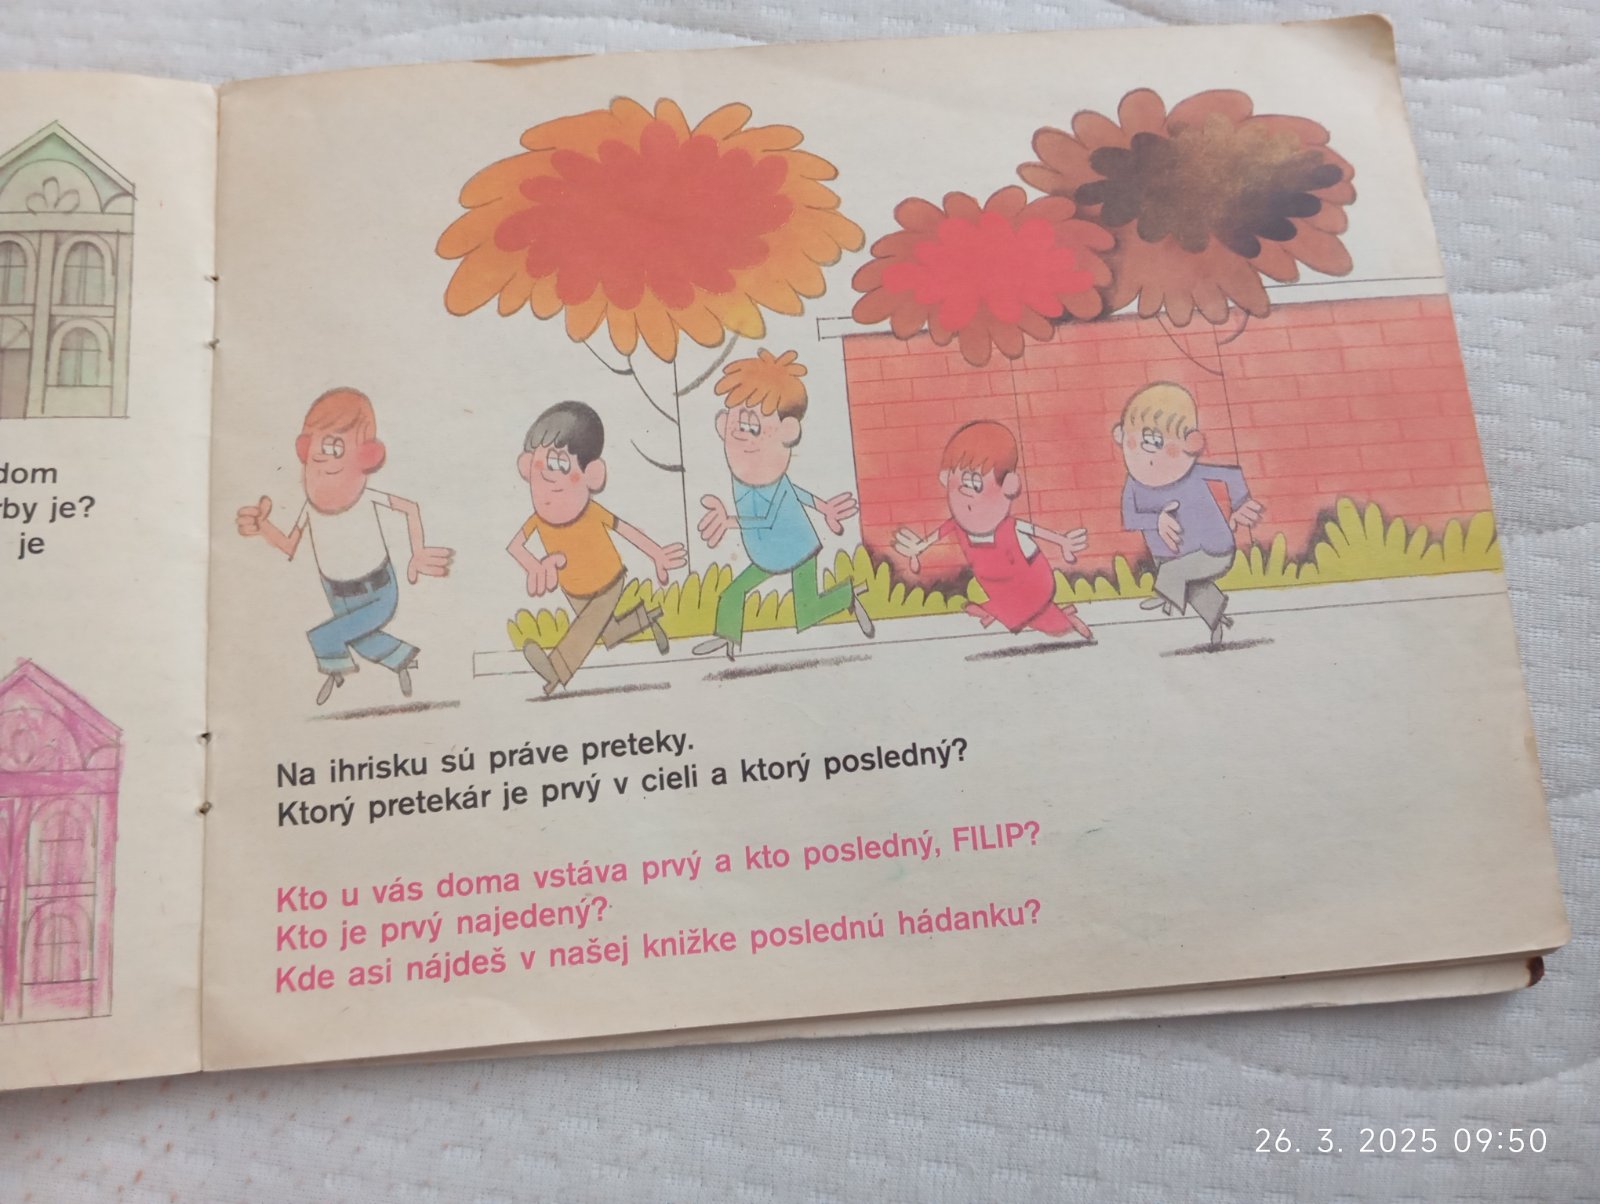 dom
rby je?
je
Na ihrisku sú práve preteky.
Ktorý pretekár je prvý v cieli a ktorý posledný?
Kto u vás doma vstáva prvý a kto posledný, FILIP?
Kto je prvý najedený?
Kde asi nájdeš v našej knižke poslednú hádanku?
26. 3. 2025 09:50